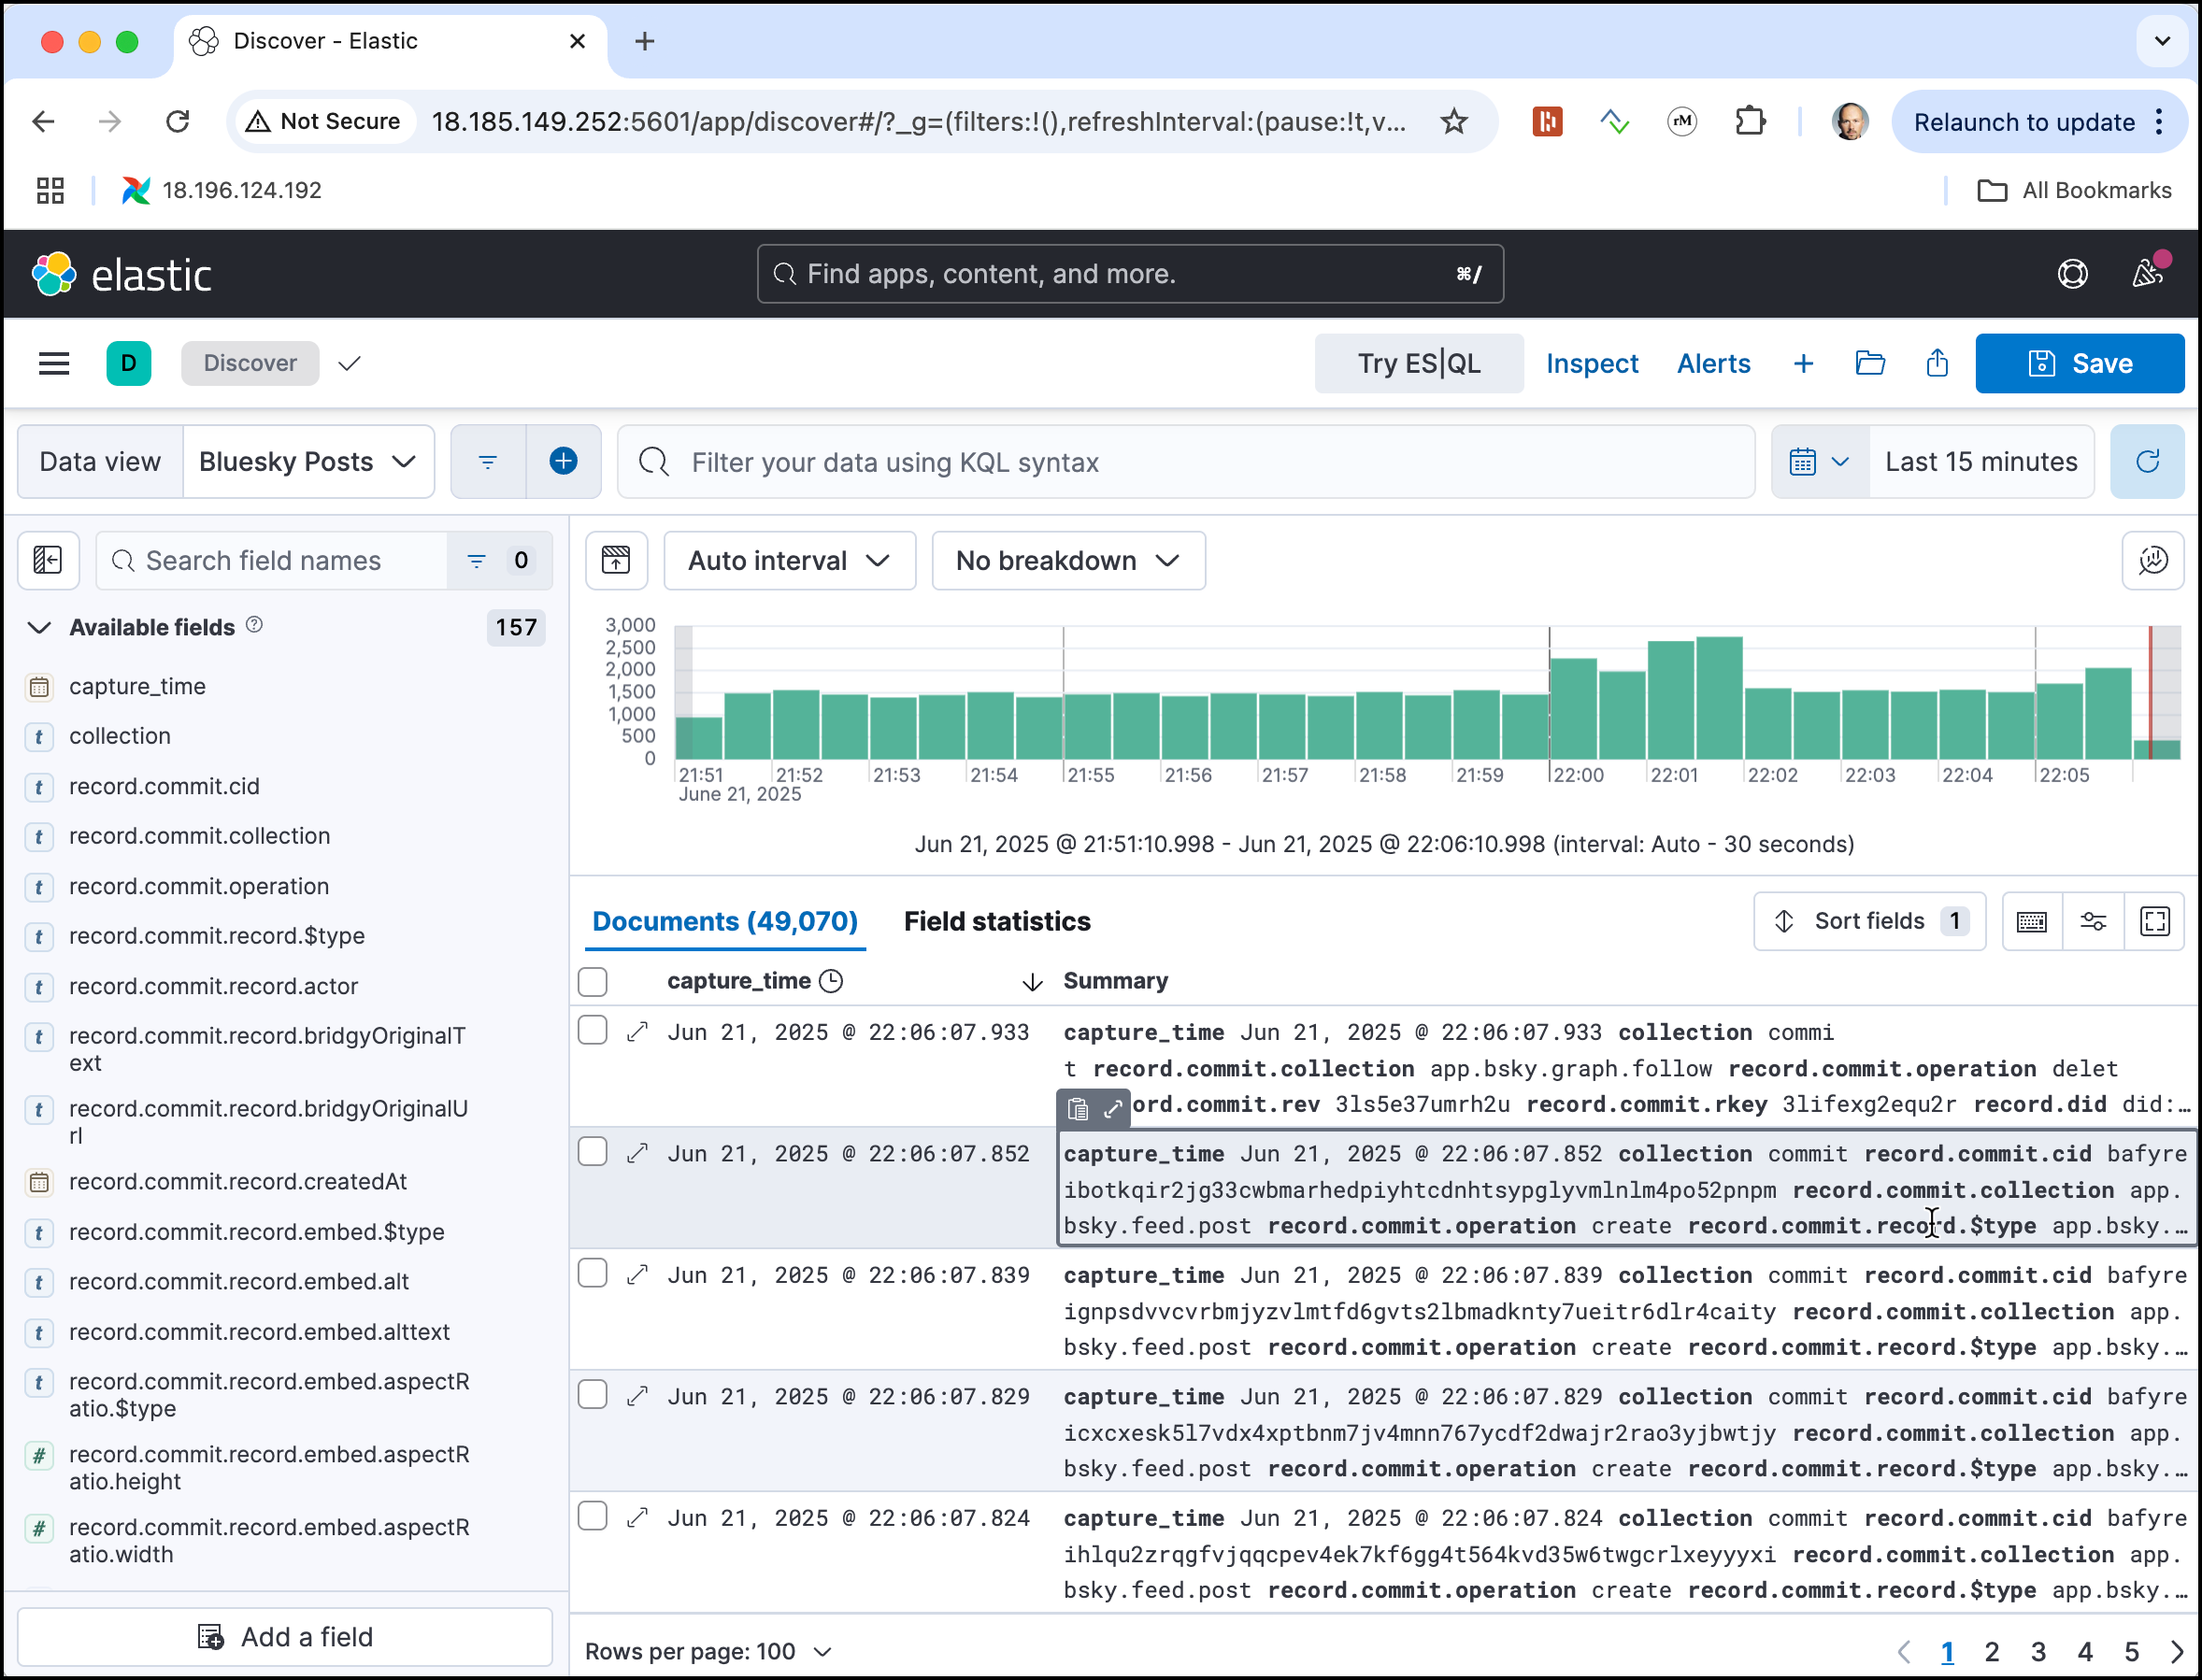 Discover - Elastic
Not Secure 18.185.149.252:5601/app/discover#/?_g=(filters:!(),refreshInterval:(pause:!t,v...
rM
Relaunch to update
18.196.124.192
All Bookmarks
elastic
Find apps, content, and more.
⌘/
D Discover
Try ES|QL Inspect Alerts + Save
Data view Bluesky Posts
Filter your data using KQL syntax
Last 15 minutes
Search field names 0
Auto interval No breakdown
Available fields 157
capture_time
t collection
t record.commit.cid
t record.commit.collection
t record.commit.operation
t record.commit.record.$type
t record.commit.record.actor
t record.commit.record.bridgyOriginalT
ext
t record.commit.record.bridgyOriginalU
rl
record.commit.record.createdAt
t record.commit.record.embed.$type
t record.commit.record.embed.alt
t record.commit.record.embed.alttext
t record.commit.record.embed.aspectR
atio.$type
# record.commit.record.embed.aspectR
atio.height
# record.commit.record.embed.aspectR
atio.width
Add a field
3,000
2,500
2,000
1,500
1,000
500
0
21:51 21:52 21:53 21:54 21:55 21:56 21:57 21:58 21:59 22:00 22:01 22:02 22:03 22:04 22:05
June 21, 2025
Jun 21, 2025 @ 21:51:10.998 - Jun 21, 2025 @ 22:06:10.998 (interval: Auto - 30 seconds)
Documents (49,070) Field statistics
Sort fields 1
capture_time Summary
Jun 21, 2025 @ 22:06:07.933 capture_time Jun 21, 2025 @ 22:06:07.933 collection commi
t record.commit.collection app.bsky.graph.follow record.commit.operation delet
ord.commit.rev 3ls5e37umrh2u record.commit.rkey 3lifexg2equ2r record.did did:…
Jun 21, 2025 @ 22:06:07.852 capture_time Jun 21, 2025 @ 22:06:07.852 collection commit record.commit.cid bafyre
ibotkqir2jg33cwbmarhedpiyhtcdnhtsypglyvmlnlm4po52pnpm record.commit.collection app.
bsky.feed.post record.commit.operation create record.commit.record.$type app.bsky.…
Jun 21, 2025 @ 22:06:07.839 capture_time Jun 21, 2025 @ 22:06:07.839 collection commit record.commit.cid bafyre
ignpsdvvcvrbmjyzvlmtfd6gvts2lbmadknty7ueitr6dlr4caity record.commit.collection app.
bsky.feed.post record.commit.operation create record.commit.record.$type app.bsky.…
Jun 21, 2025 @ 22:06:07.829 capture_time Jun 21, 2025 @ 22:06:07.829 collection commit record.commit.cid bafyre
icxcxesk5l7vdx4xptbnm7jv4mnn767ycdf2dwajr2rao3yjbwtjy record.commit.collection app.
bsky.feed.post record.commit.operation create record.commit.record.$type app.bsky.…
Jun 21, 2025 @ 22:06:07.824 capture_time Jun 21, 2025 @ 22:06:07.824 collection commit record.commit.cid bafyre
ihlqu2zrqgfvjqqcpev4ek7kf6gg4t564kvd35w6twgcrlxeyyyxi record.commit.collection app.
bsky.feed.post record.commit.operation create record.commit.record.$type app.bsky.…
Rows per page: 100
1 2 3 4 5